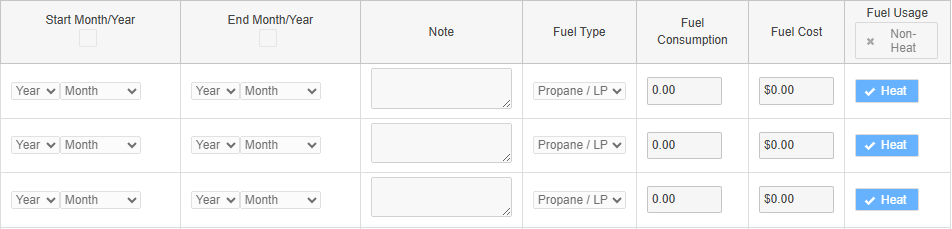 Start Month/Year
End Month/Year
Note
Fuel Type
Fuel
Consumption
Fuel Cost
Fuel Usage
Non-
Heat
Year Month Year Month Propane / LP 0.00 $0.00 Heat
Year Month Year Month Propane / LP 0.00 $0.00 Heat
Year Month Year Month Propane / LP 0.00 $0.00 Heat